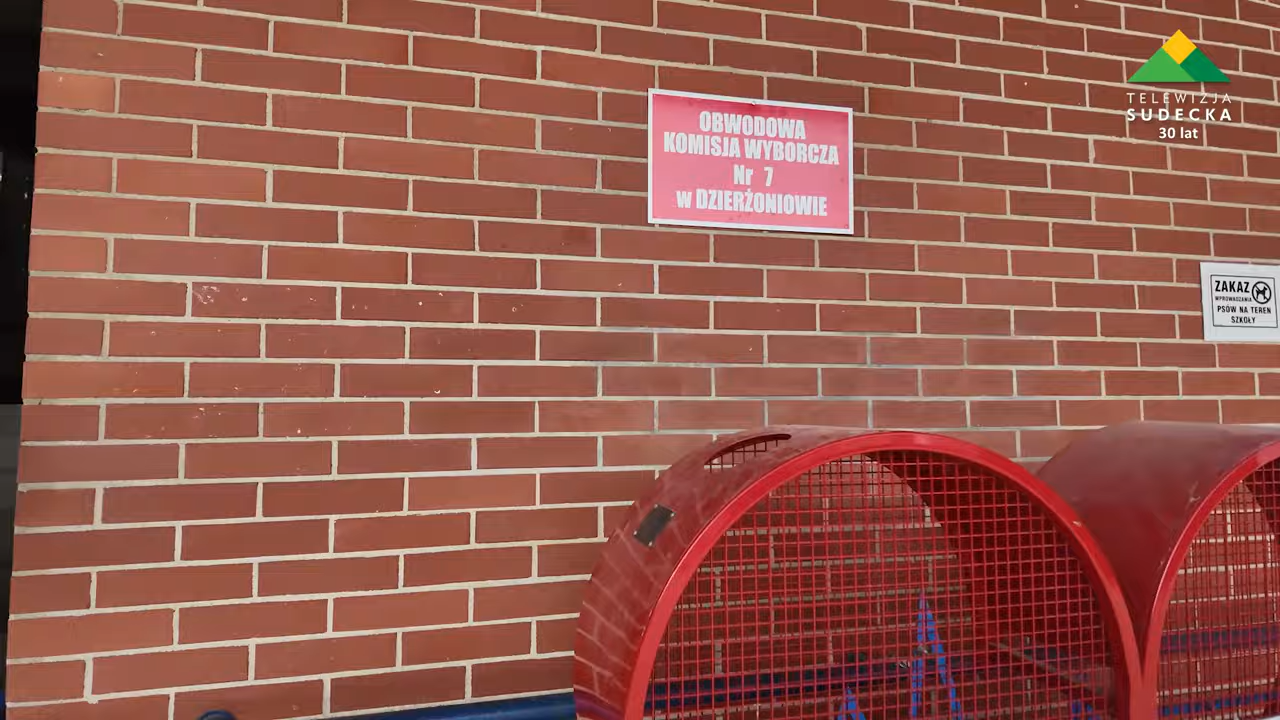 TELEWIZJA
SUDECKA
30 lat
OBWODOWA
KOMISJA WYBORCZA
Nr 7
w DZIERŻONIOWIE
ZAKAZ
WPROWADZANIA
PSÓW NA TEREN
SZKOŁY